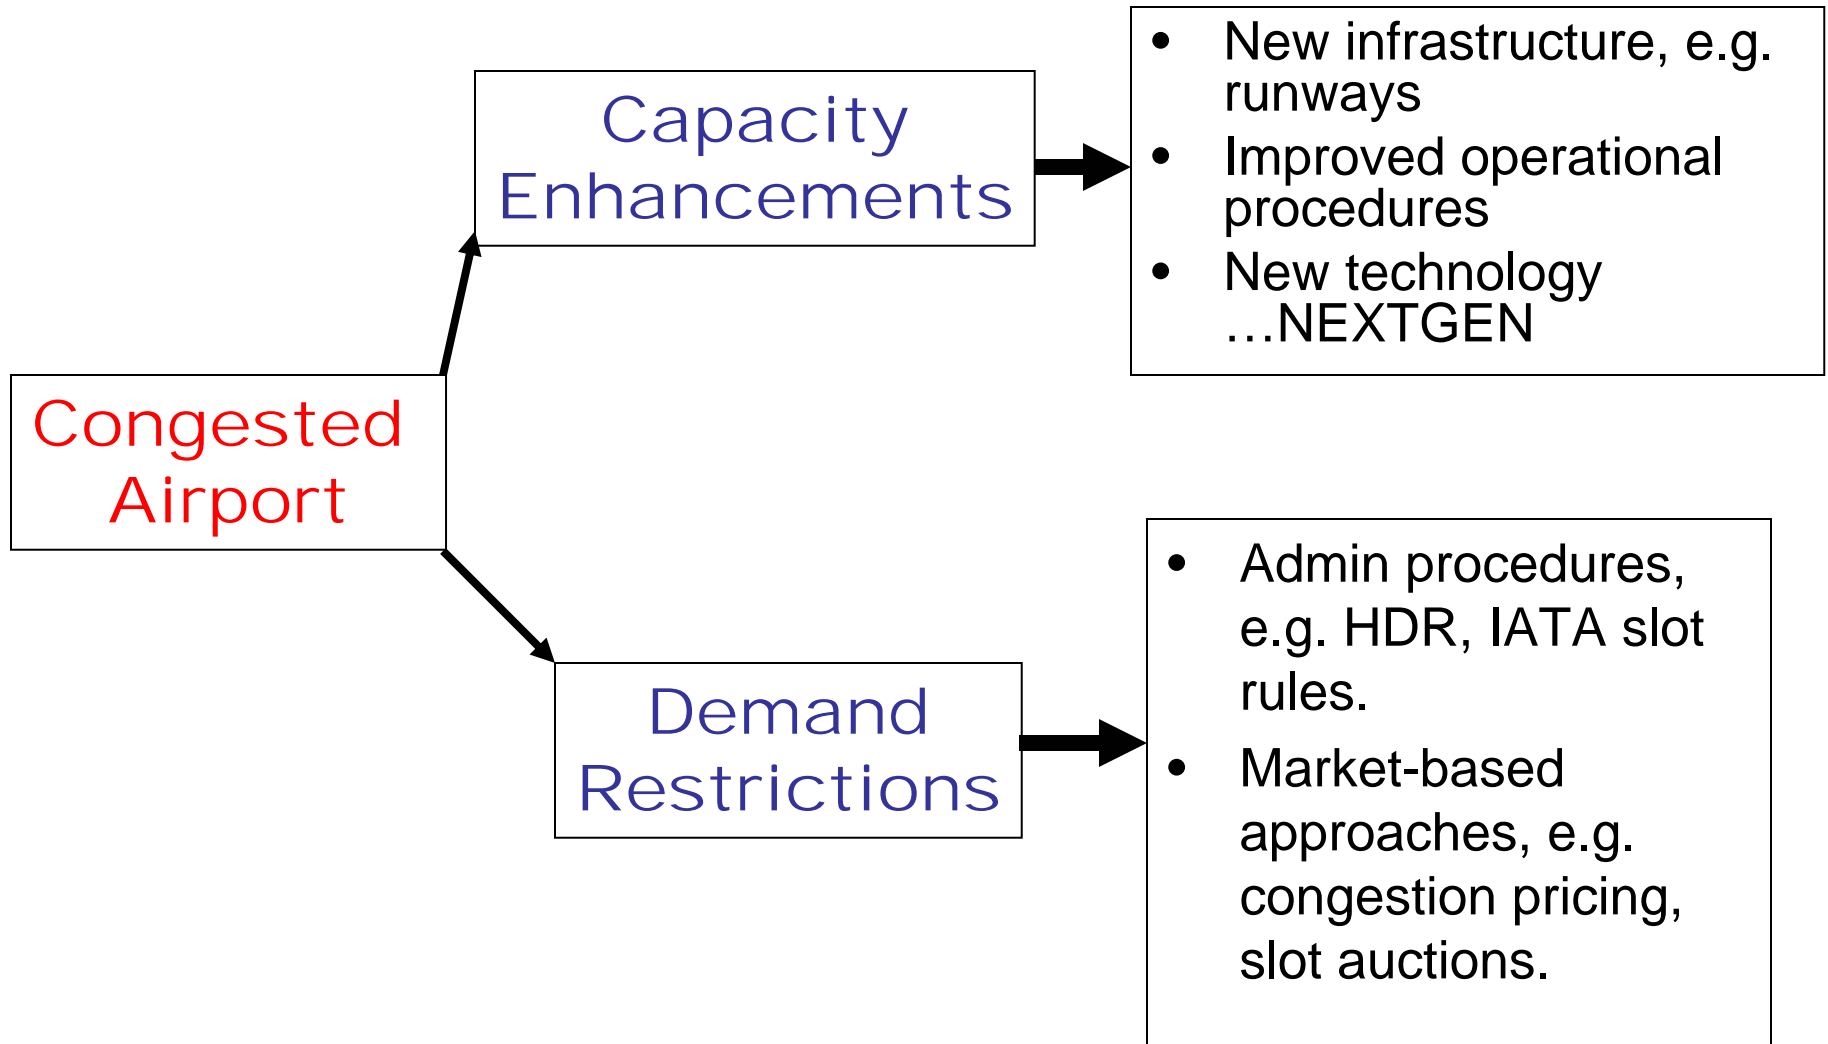 Congested
Airport
Capacity
Enhancements
• New infrastructure, e.g.
runways
• Improved operational
procedures
• New technology
…NEXTGEN
Demand
Restrictions
• Admin procedures,
e.g. HDR, IATA slot
rules.
• Market-based
approaches, e.g.
congestion pricing,
slot auctions.